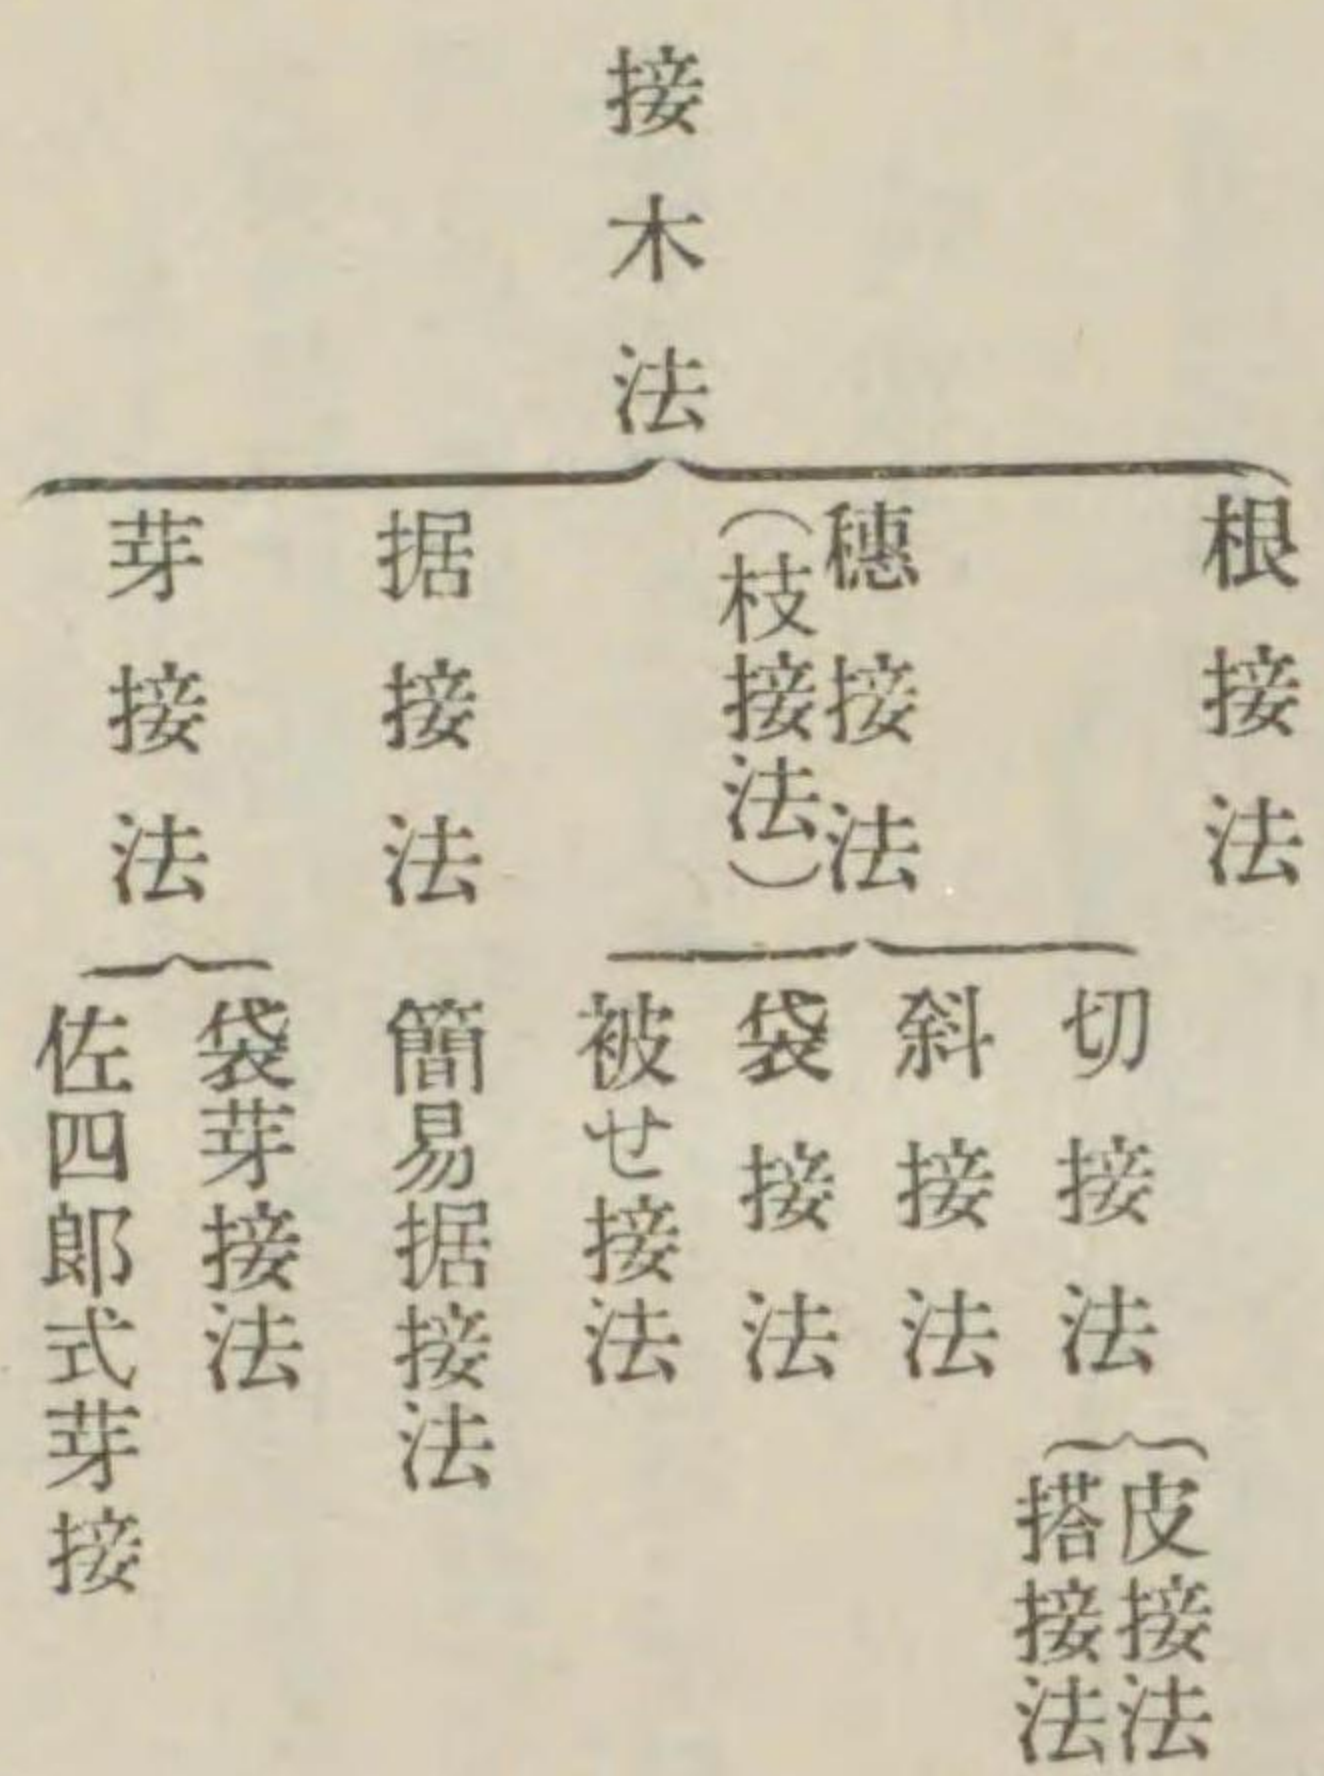 接木法
根接法
穗接法
（枝接法）
据接法
芽接法
切接法
斜接法
袋接法
被せ接法
簡易据接法
袋芽接法
佐四郎式芽接
皮接法
搭接法